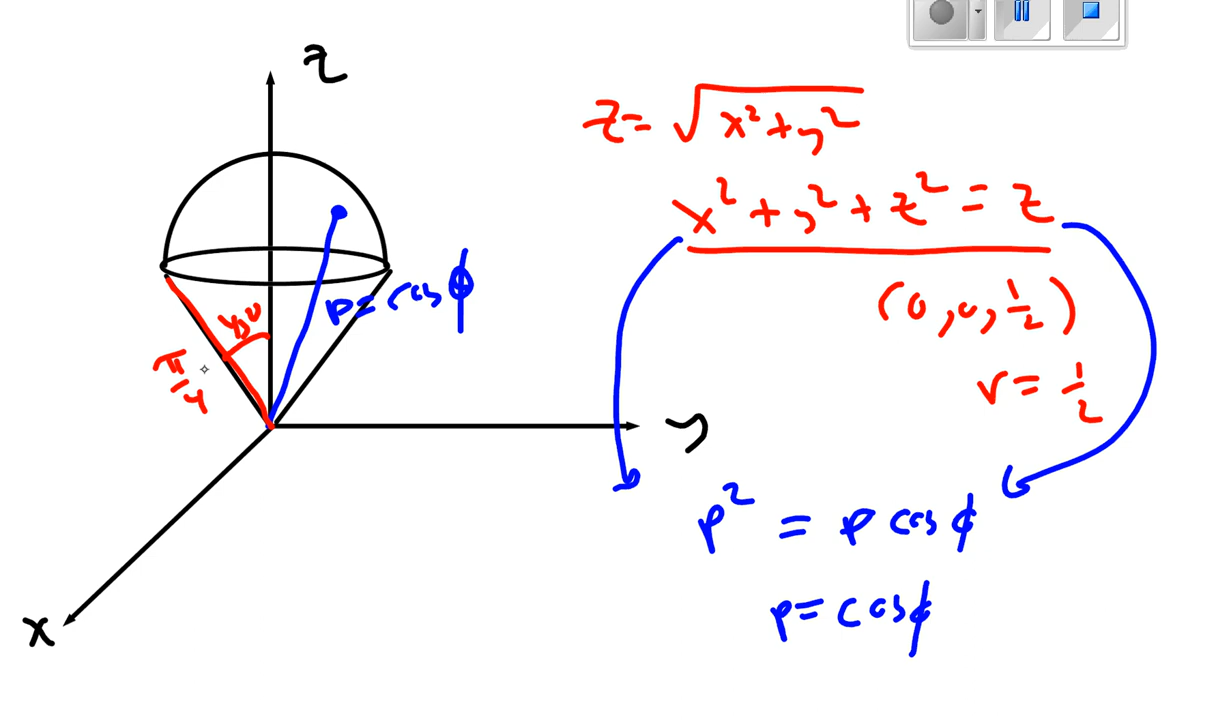 z
z = √(x² + y²)
x² + y² + z² = z
(0, 0, 1/2)
ρ = cos φ
π/4
r = 1/2
y
ρ² = ρ cos φ
ρ = cos φ
x